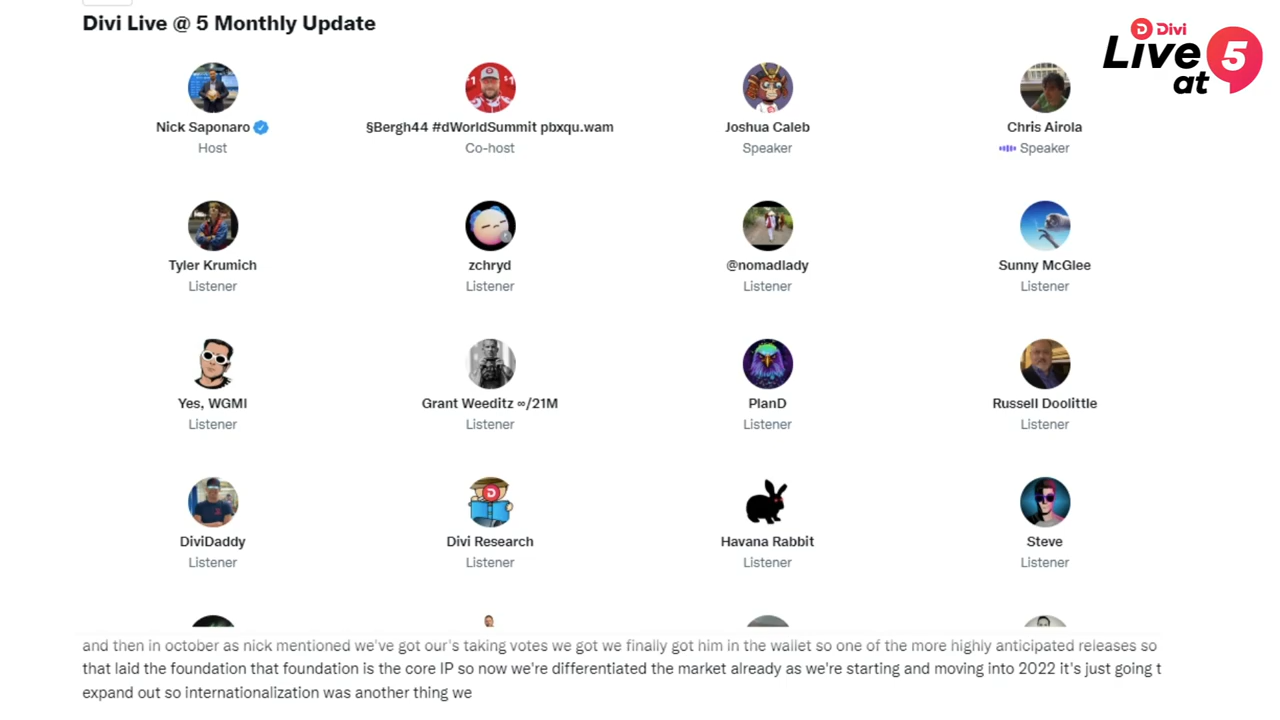 Divi Live @ 5 Monthly Update
Divi
Live
at
5
Nick Saponaro
Host
§Bergh44 #dWorldSummit pbxqu.wam
Co-host
Joshua Caleb
Speaker
Chris Airola
Speaker
Tyler Krumich
Listener
zchryd
Listener
@nomadlady
Listener
Sunny McGlee
Listener
Yes, WGMI
Listener
Grant Weeditz ∞/21M
Listener
PlanD
Listener
Russell Doolittle
Listener
DiviDaddy
Listener
Divi Research
Listener
Havana Rabbit
Listener
Steve
Listener
and then in october as nick mentioned we've got our's taking votes we got we finally got him in the wallet so one of the more highly anticipated releases so
that laid the foundation that foundation is the core IP so now we're differentiated the market already as we're starting and moving into 2022 it's just going t
expand out so internationalization was another thing we